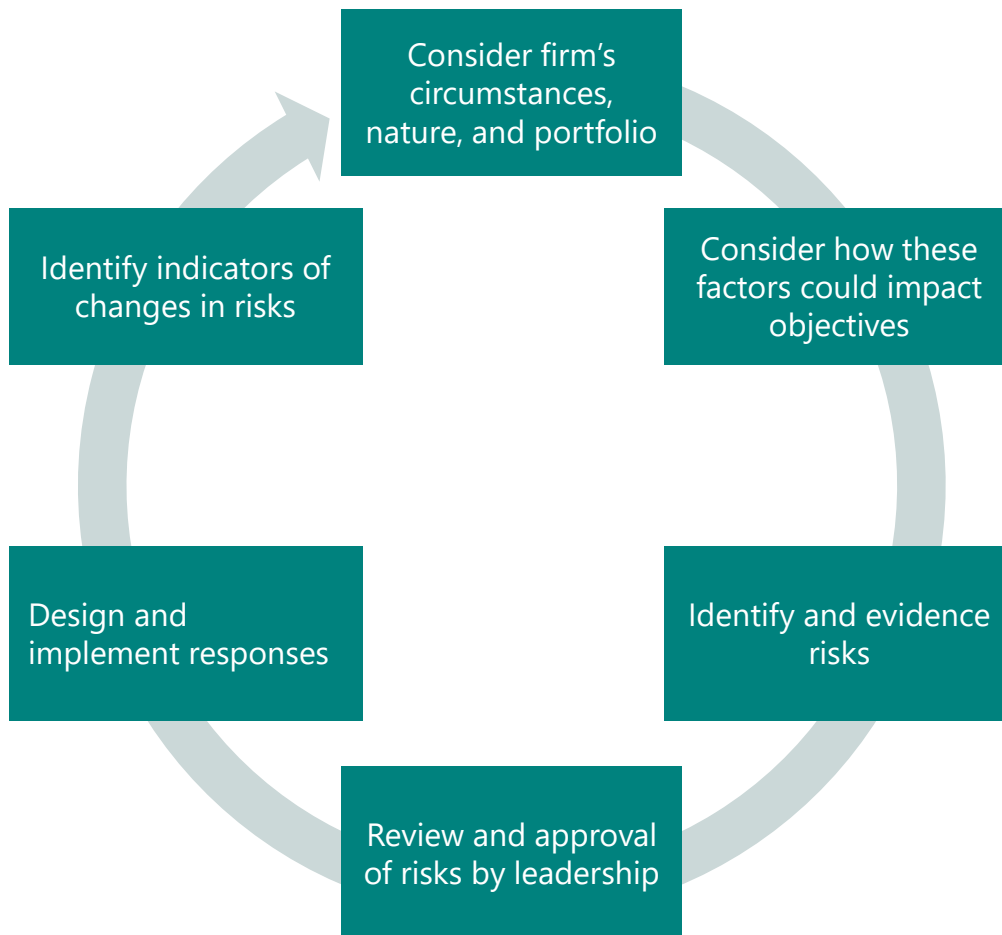 Consider firm’s
circumstances,
nature, and portfolio
Consider how these
factors could impact
objectives
Identify and evidence
risks
Review and approval
of risks by leadership
Design and
implement responses
Identify indicators of
changes in risks